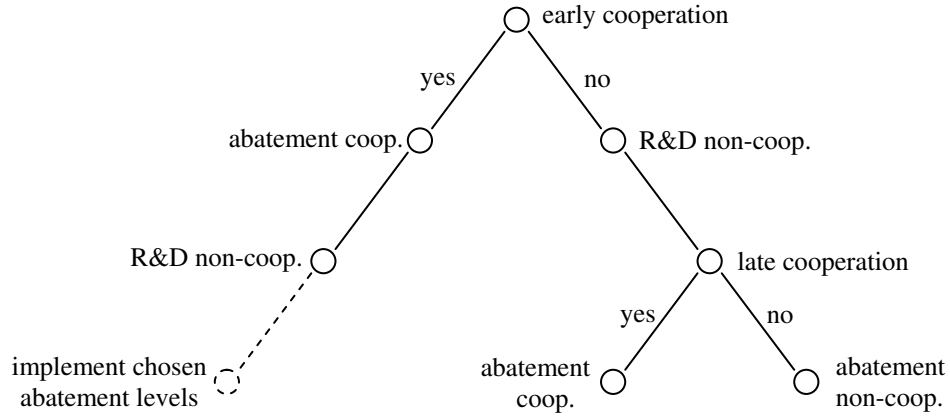 early cooperation
yes
no
abatement coop.
R&D non-coop.
R&D non-coop.
late cooperation
yes
no
implement chosen
abatement levels
abatement
coop.
abatement
non-coop.